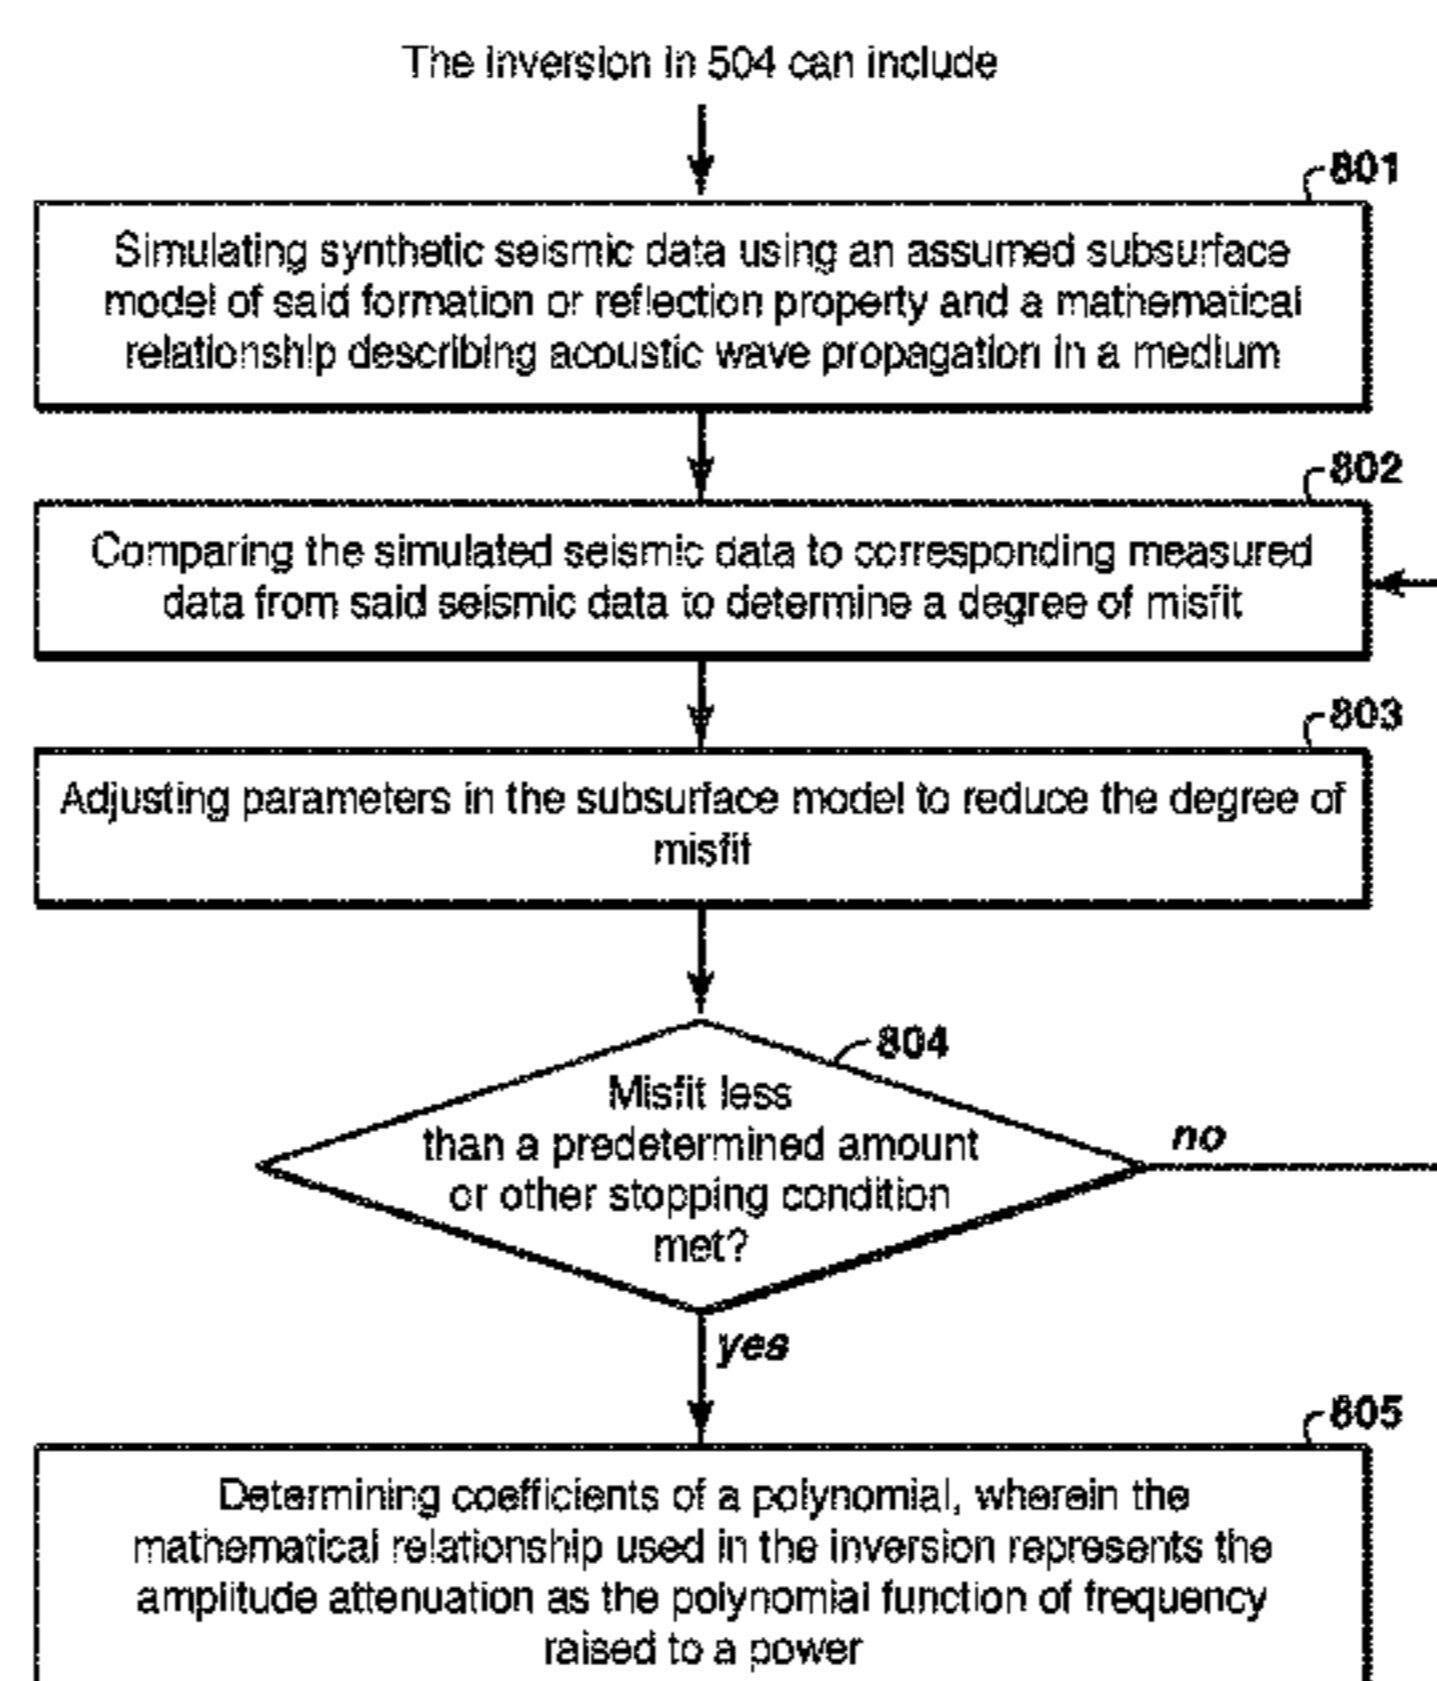 The inversion in 504 can include
801
Simulating synthetic seismic data using an assumed subsurface
model of said formation or reflection property and a mathematical
relationship describing acoustic wave propagation in a medium
802
Comparing the simulated seismic data to corresponding measured
data from said seismic data to determine a degree of misfit
803
Adjusting parameters in the subsurface model to reduce the degree of
misfit
804
Misfit less
than a predetermined amount
or other stopping condition
met?
no
yes
805
Determining coefficients of a polynomial, wherein the
mathematical relationship used in the inversion represents the
amplitude attenuation as the polynomial function of frequency
raised to a power